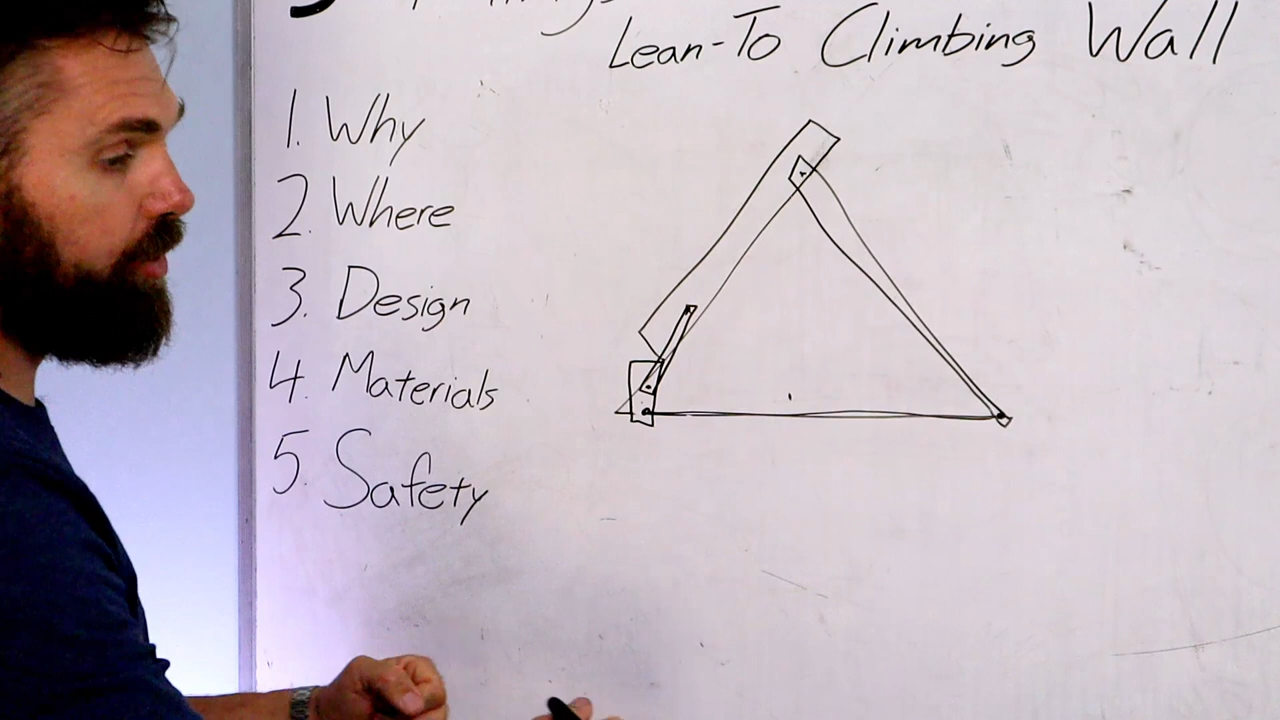 Lean-To Climbing Wall
1. Why
2. Where
3. Design
4. Materials
5. Safety